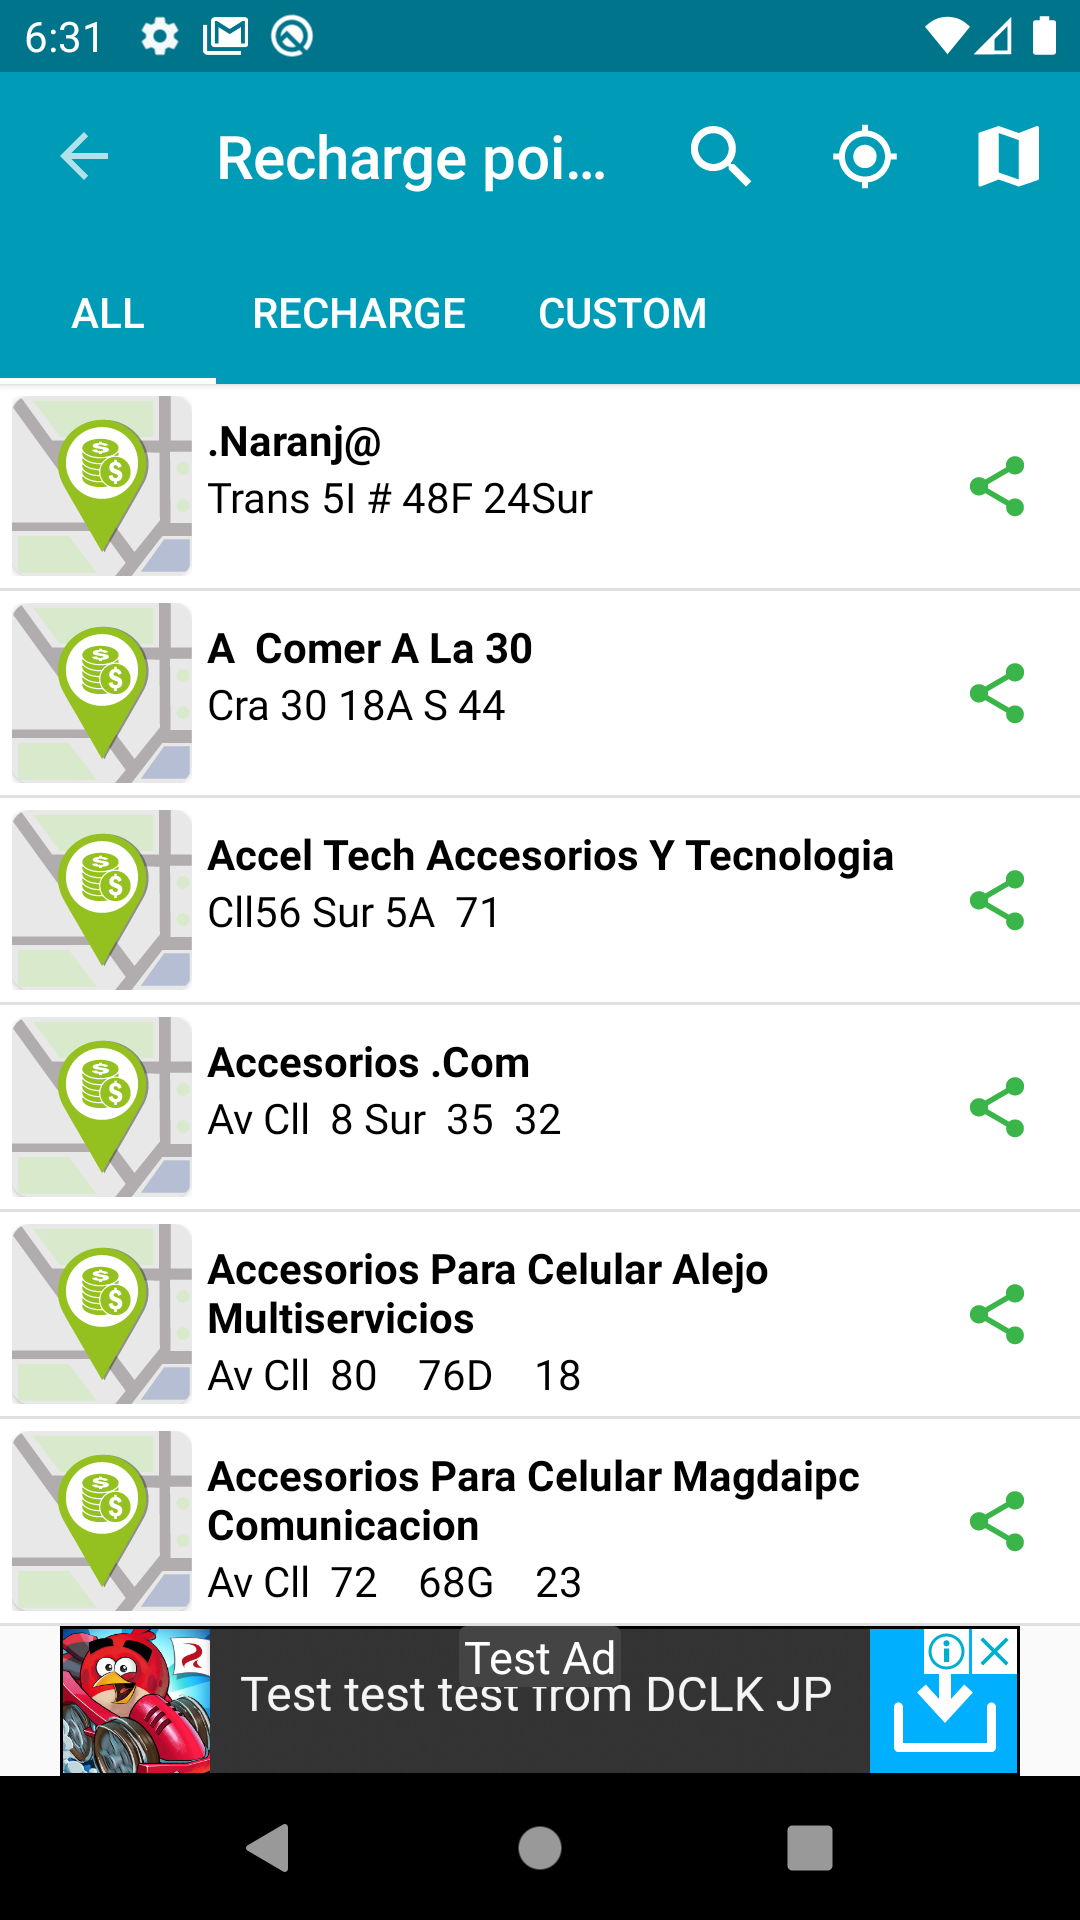 6:31
Recharge poi...
ALL RECHARGE CUSTOM
.Naranj@
Trans 5I # 48F 24Sur
A  Comer A La 30
Cra 30 18A S 44
Accel Tech Accesorios Y Tecnologia
Cll56 Sur 5A  71
Accesorios .Com
Av Cll  8 Sur  35  32
Accesorios Para Celular Alejo
Multiservicios
Av Cll  80    76D    18
Accesorios Para Celular Magdaipc
Comunicacion
Av Cll  72    68G    23
Test Ad
Test test test from DCLK JP